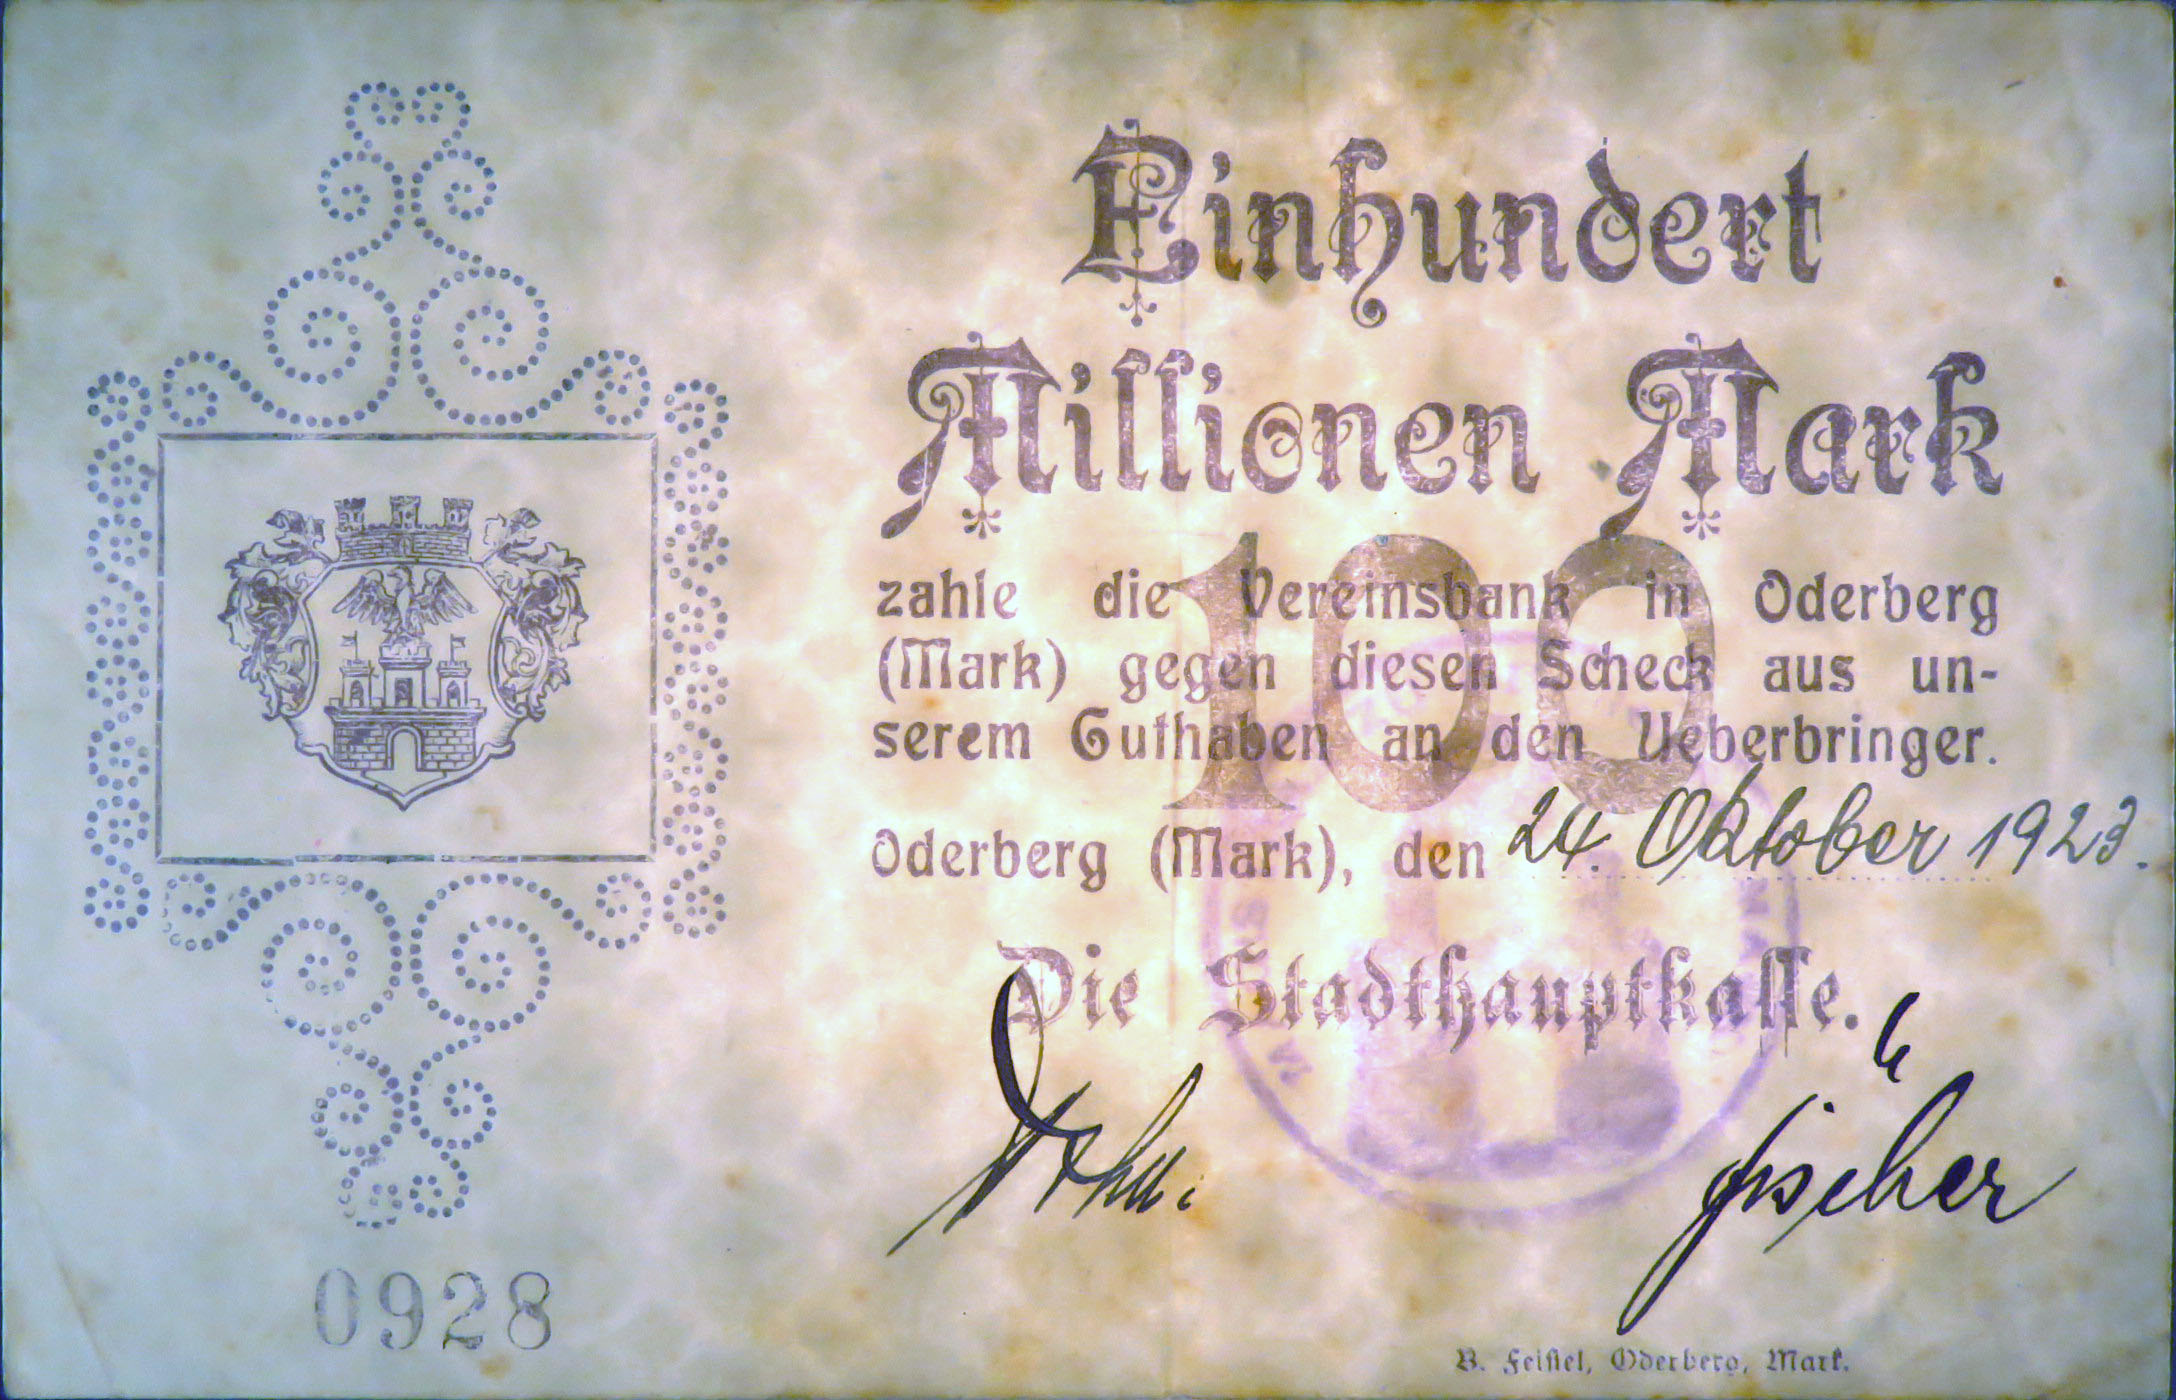 Einhundert
Millionen Mark
100
zahle die Vereinsbank in Oderberg
(Mark) gegen diesen Scheck aus un-
serem Guthaben an den Ueberbringer.
Oderberg (Mark), den 24. Oktober 1923.
Die Stadthauptkasse.
Fischer
0928
B. Feistel, Oderberg, Mark.